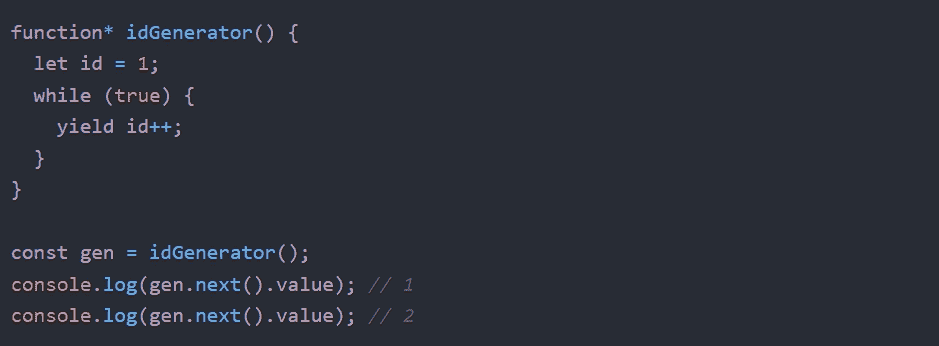 function* idGenerator() {
  let id = 1;
  while (true) {
    yield id++;
  }
}

const gen = idGenerator();
console.log(gen.next().value); // 1
console.log(gen.next().value); // 2